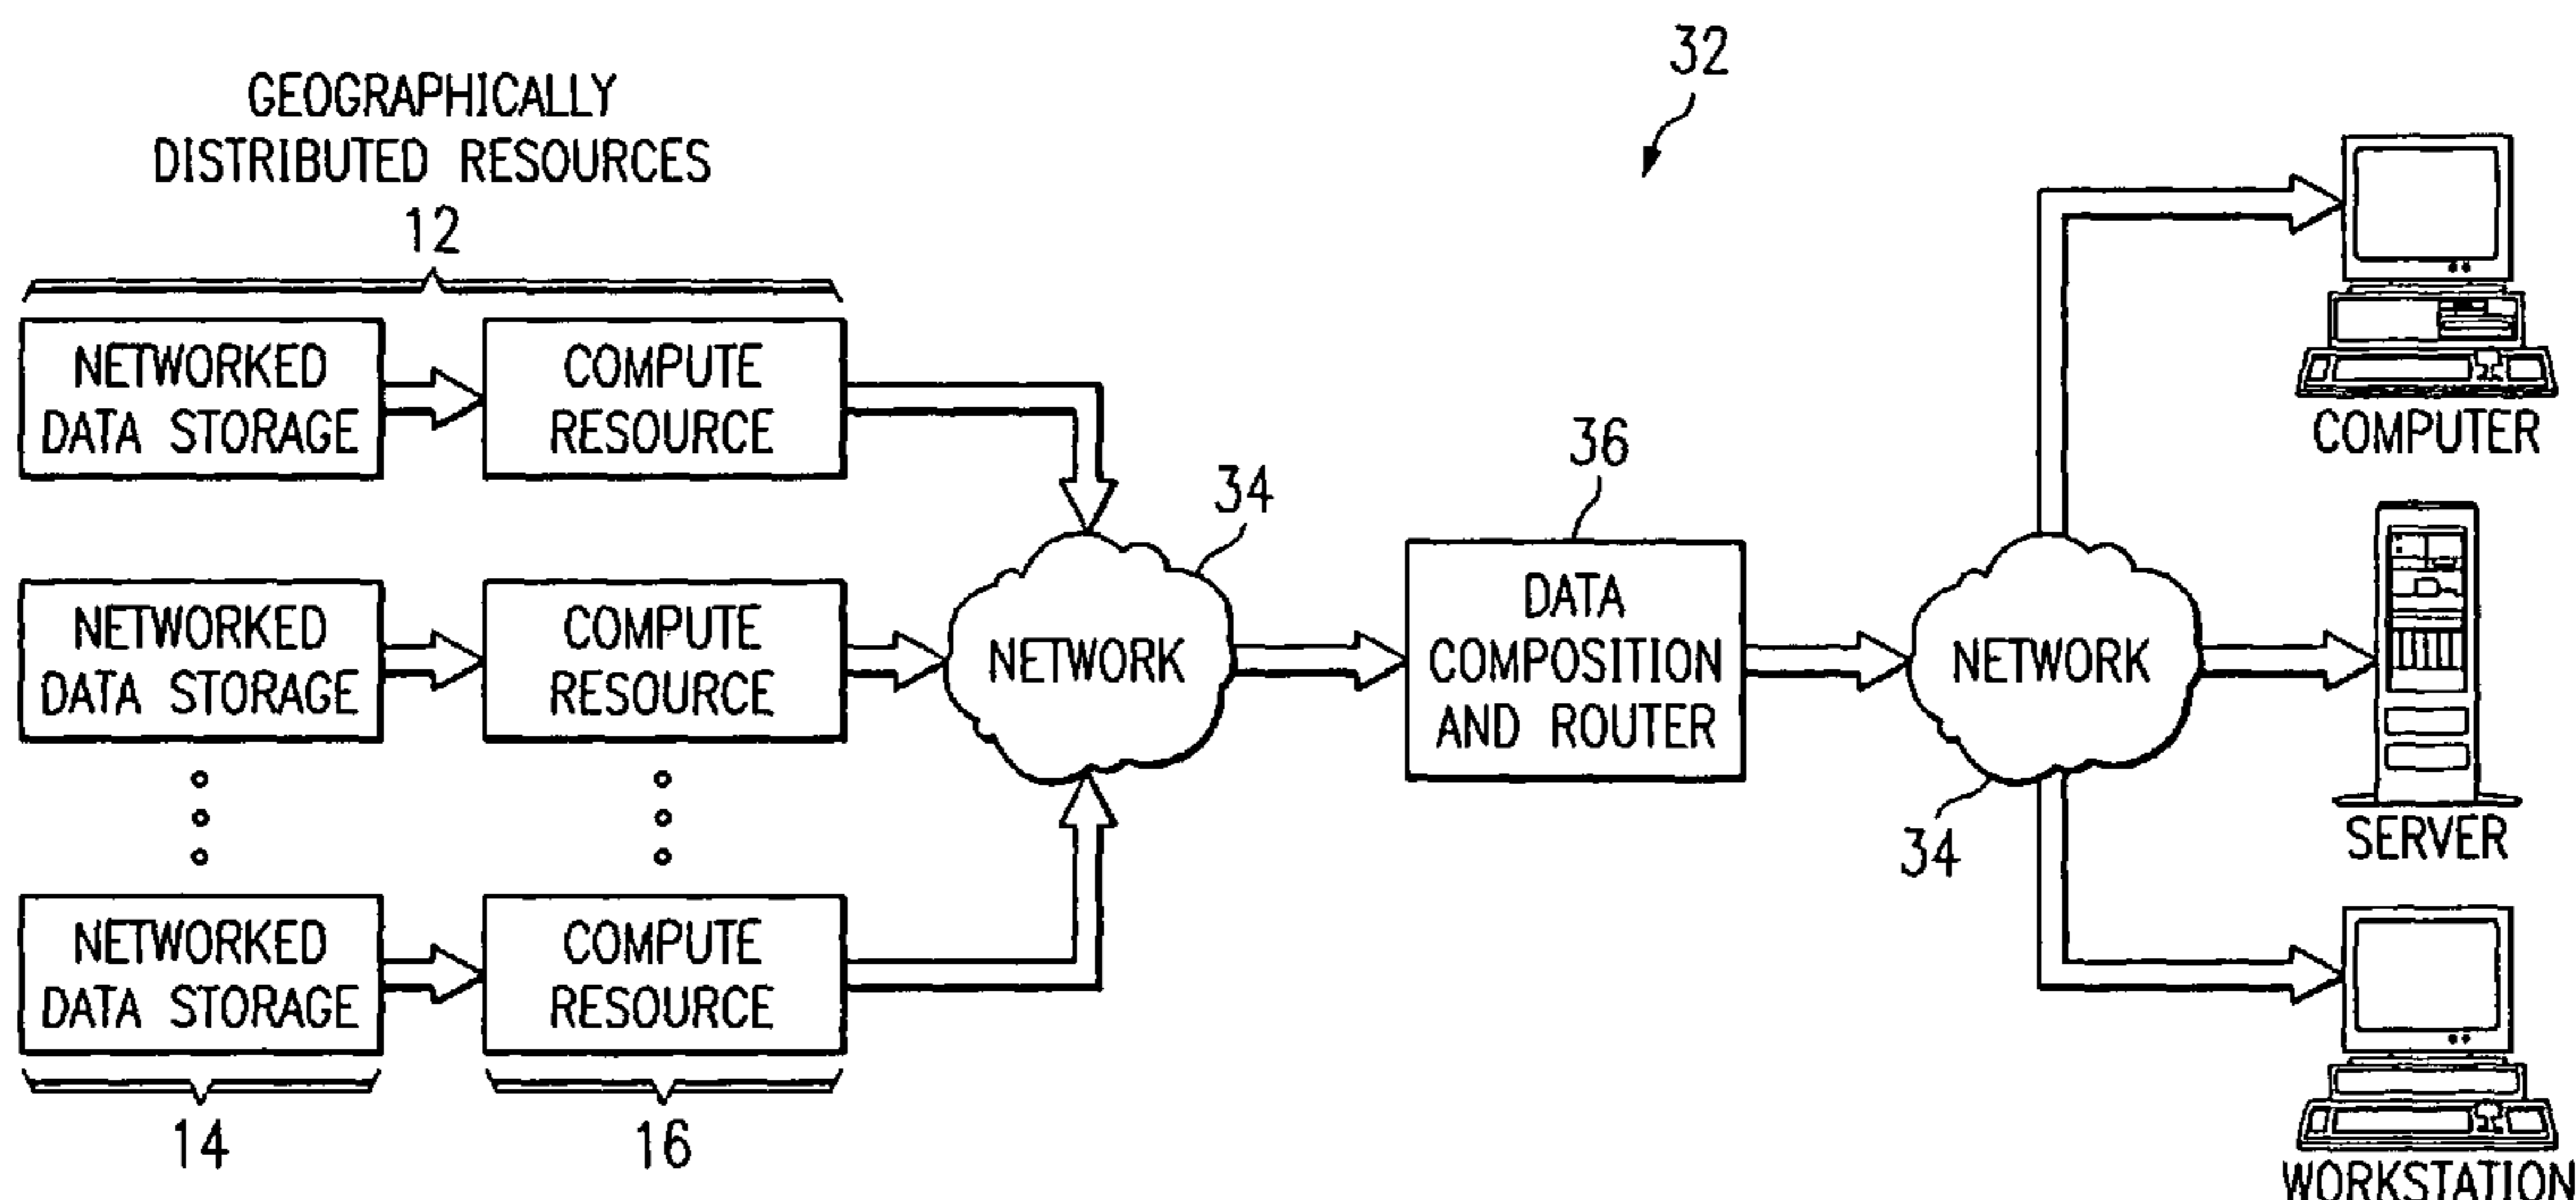 32
GEOGRAPHICALLY
DISTRIBUTED RESOURCES
12
NETWORKED
DATA STORAGE
COMPUTE
RESOURCE
NETWORKED
DATA STORAGE
COMPUTE
RESOURCE
NETWORKED
DATA STORAGE
COMPUTE
RESOURCE
14
16
34
NETWORK
36
DATA
COMPOSITION
AND ROUTER
NETWORK
34
COMPUTER
SERVER
WORKSTATION